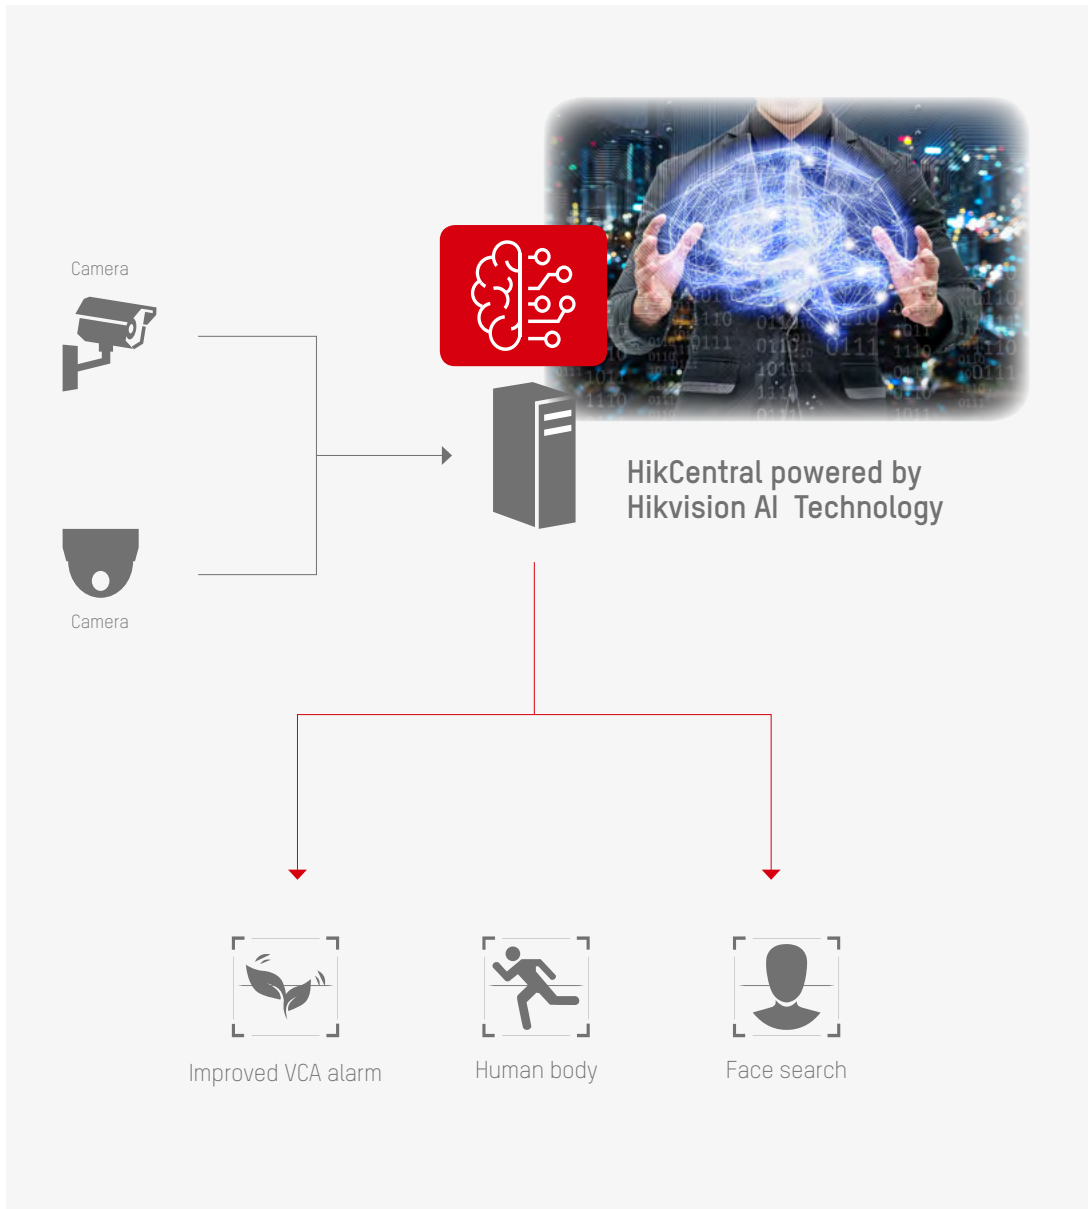 Camera
HikCentral powered by
Hikvision AI Technology
Camera
Improved VCA alarm
Human body
Face search